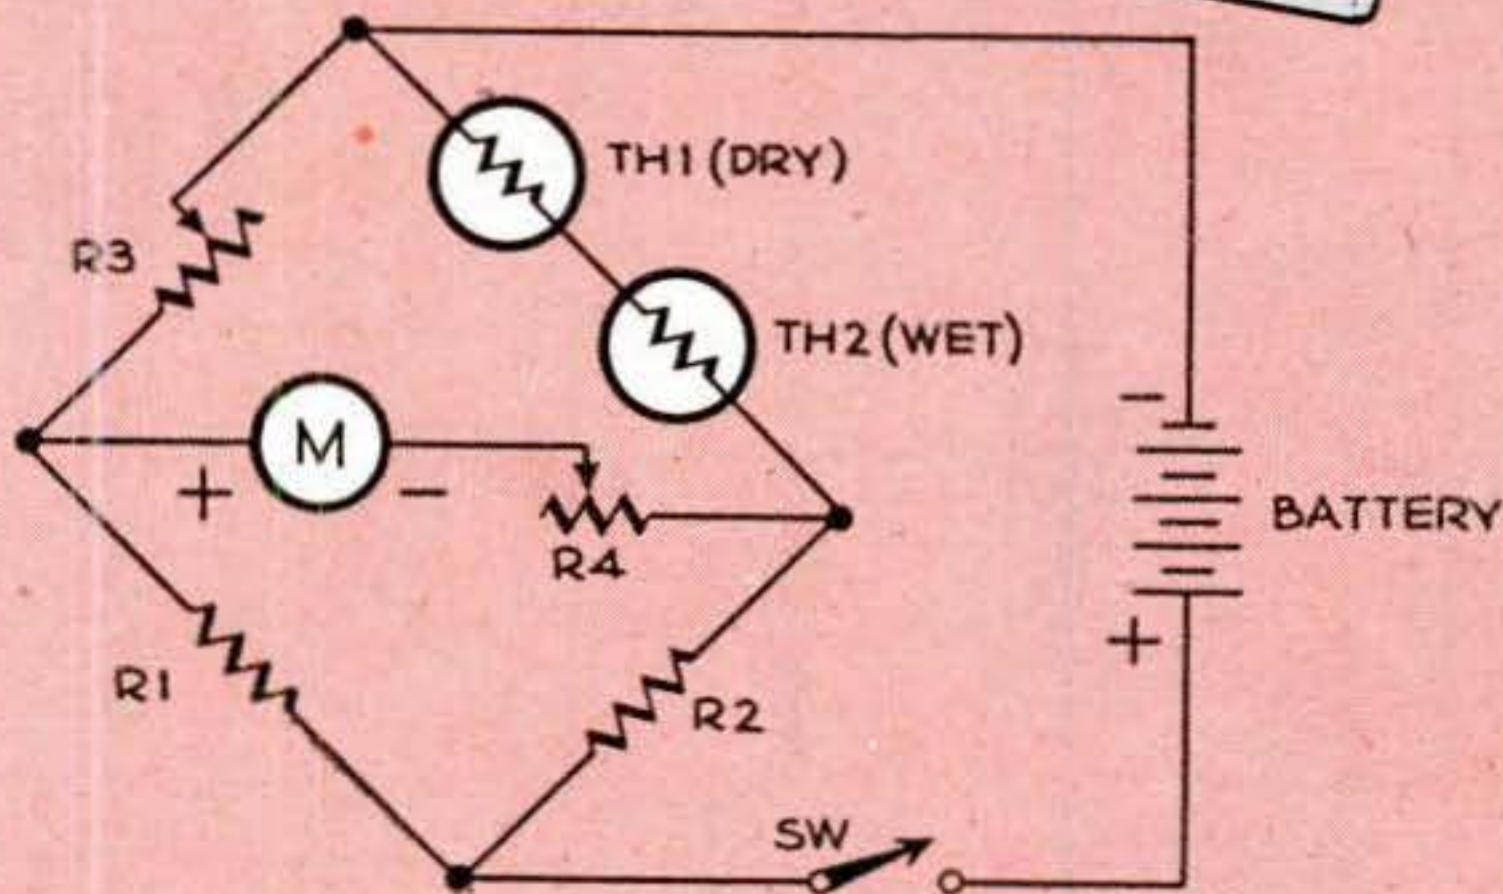 TH1 (DRY)
R3
TH2 (WET)
−
M
+ −
BATTERY
R4
+
R1
R2
SW